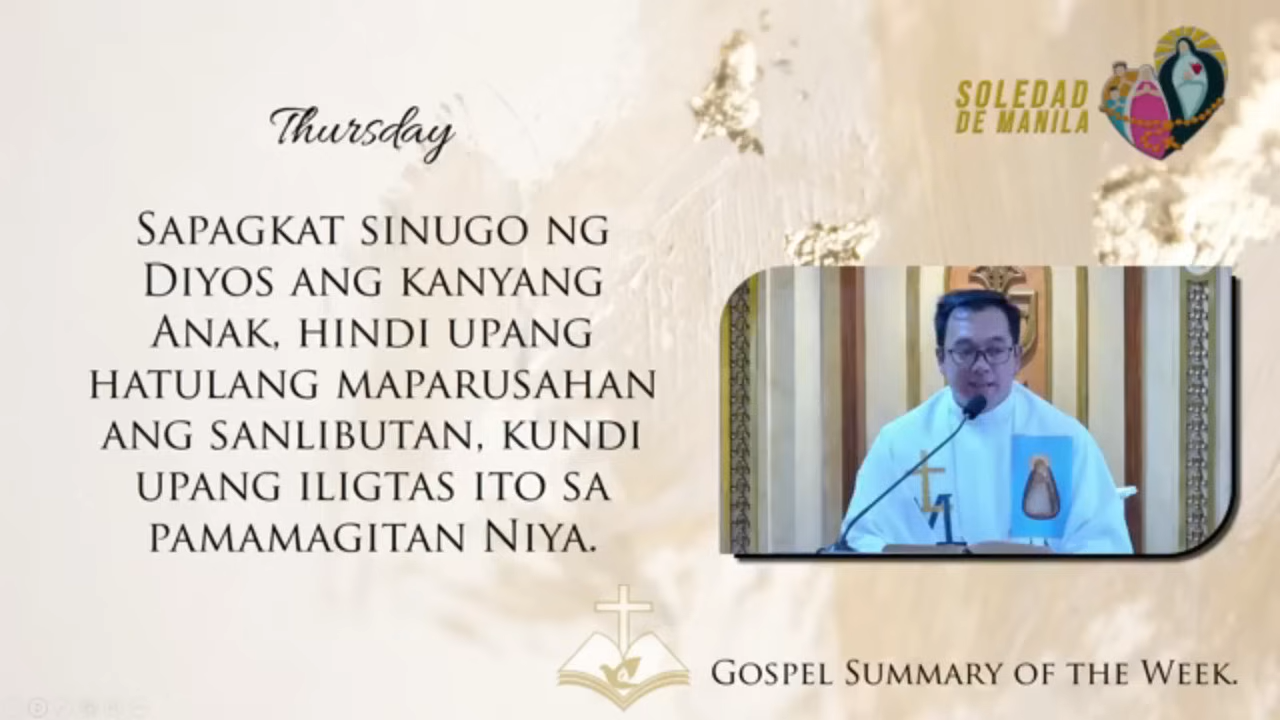 SOLEDAD
DE MANILA
Thursday
Sapagkat sinugo ng
Diyos ang kanyang
Anak, hindi upang
hatulang maparusahan
ang sanlibutan, kundi
upang iligtas ito sa
pamamagitan Niya.
Gospel Summary of the Week.